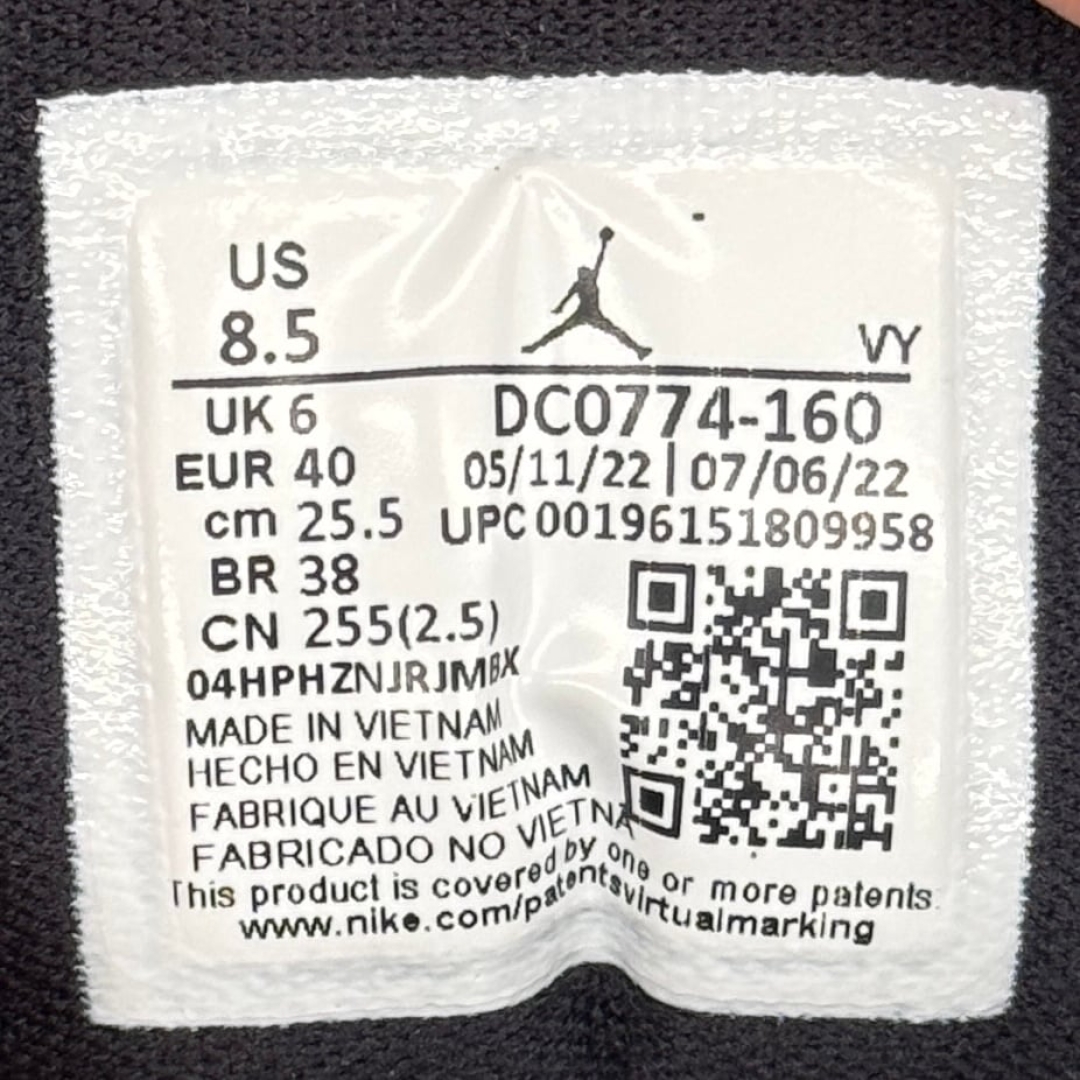 US
8.5
VY
UK 6
DC0774-160
EUR 40
05/11/22 | 07/06/22
cm 25.5
UPC 00196151809958
BR 38
CN 255(2.5)
04HPHZNJRJMBX
MADE IN VIETNAM
HECHO EN VIETNAM
FABRIQUE AU VIETNAM
FABRICADO NO VIETNA
This product is covered by one or more patents.
www.nike.com/patentsvirtualmarking